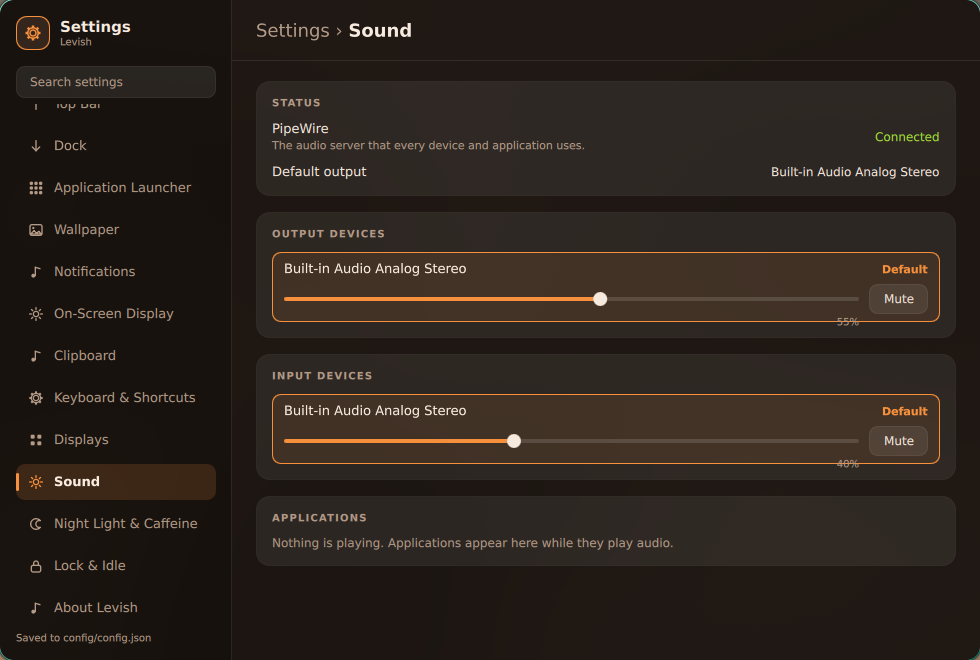 Settings
Levish
Search settings
Top Bar
Dock
Application Launcher
Wallpaper
Notifications
On-Screen Display
Clipboard
Keyboard & Shortcuts
Displays
Sound
Night Light & Caffeine
Lock & Idle
About Levish
Saved to config/config.json
Settings › Sound
STATUS
PipeWire
The audio server that every device and application uses.
Connected
Default output
Built-in Audio Analog Stereo
OUTPUT DEVICES
Built-in Audio Analog Stereo
Default
Mute
55%
INPUT DEVICES
Built-in Audio Analog Stereo
Default
Mute
40%
APPLICATIONS
Nothing is playing. Applications appear here while they play audio.